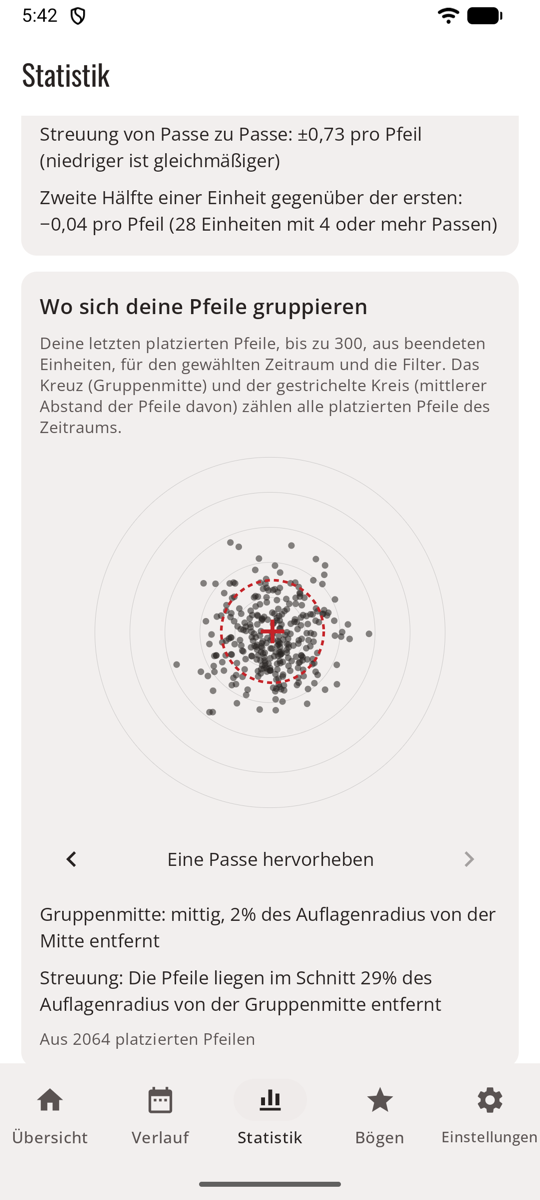 5:42
Statistik
Streuung von Passe zu Passe: ±0,73 pro Pfeil
(niedriger ist gleichmäßiger)
Zweite Hälfte einer Einheit gegenüber der ersten:
−0,04 pro Pfeil (28 Einheiten mit 4 oder mehr Passen)
Wo sich deine Pfeile gruppieren
Deine letzten platzierten Pfeile, bis zu 300, aus beendeten
Einheiten, für den gewählten Zeitraum und die Filter. Das
Kreuz (Gruppenmitte) und der gestrichelte Kreis (mittlerer
Abstand der Pfeile davon) zählen alle platzierten Pfeile des
Zeitraums.
Eine Passe hervorheben
Gruppenmitte: mittig, 2% des Auflagenradius von der
Mitte entfernt
Streuung: Die Pfeile liegen im Schnitt 29% des
Auflagenradius von der Gruppenmitte entfernt
Aus 2064 platzierten Pfeilen
Übersicht
Verlauf
Statistik
Bögen
Einstellungen